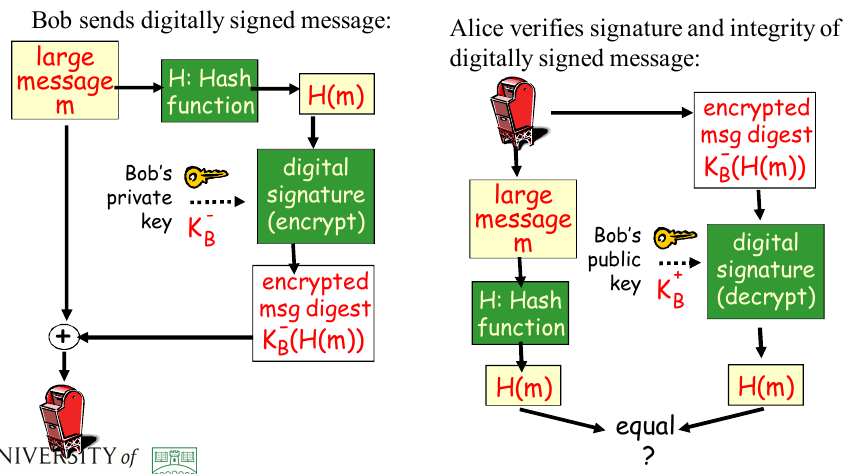 Bob sends digitally signed message:
large
message
m
H: Hash
function
H(m)
Bob's
private
key
K_B^-
digital
signature
(encrypt)
encrypted
msg digest
K_B^-(H(m))
+
NIVERSITY of
Alice verifies signature and integrity of
digitally signed message:
encrypted
msg digest
K_B^-(H(m))
large
message
m
Bob's
public
key
K_B^+
digital
signature
(decrypt)
H: Hash
function
H(m)
H(m)
equal
?